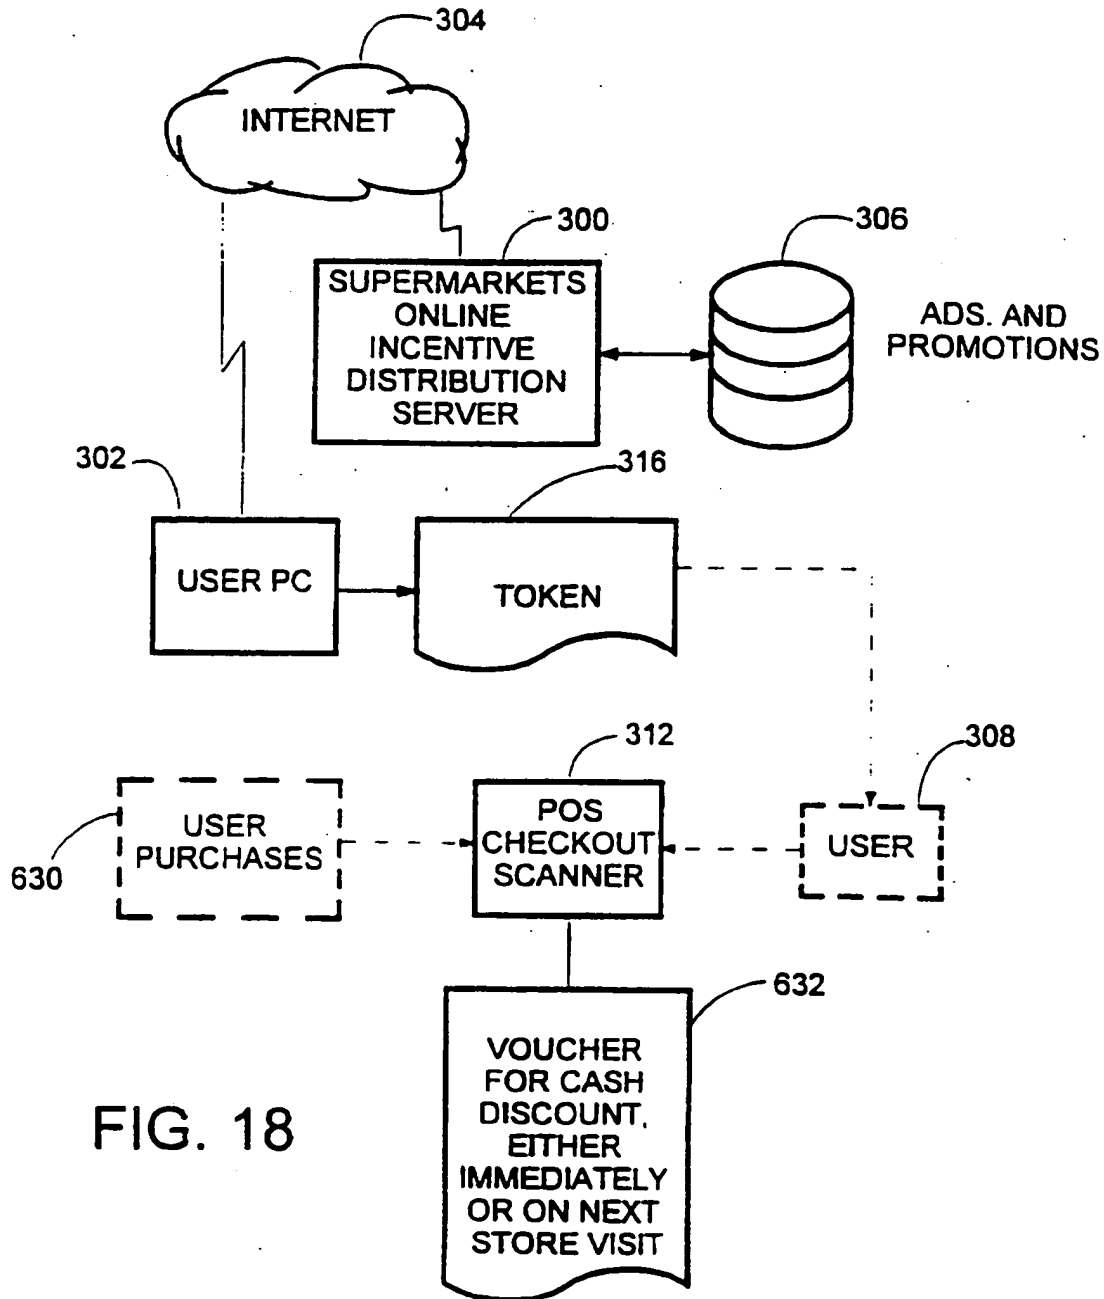 304
INTERNET
300
306
SUPERMARKETS
ONLINE
INCENTIVE
DISTRIBUTION
SERVER
ADS. AND
PROMOTIONS
302
316
USER PC
TOKEN
312
308
USER
PURCHASES
POS
CHECKOUT
SCANNER
USER
630
632
VOUCHER
FOR CASH
DISCOUNT,
EITHER
IMMEDIATELY
OR ON NEXT
STORE VISIT
FIG. 18